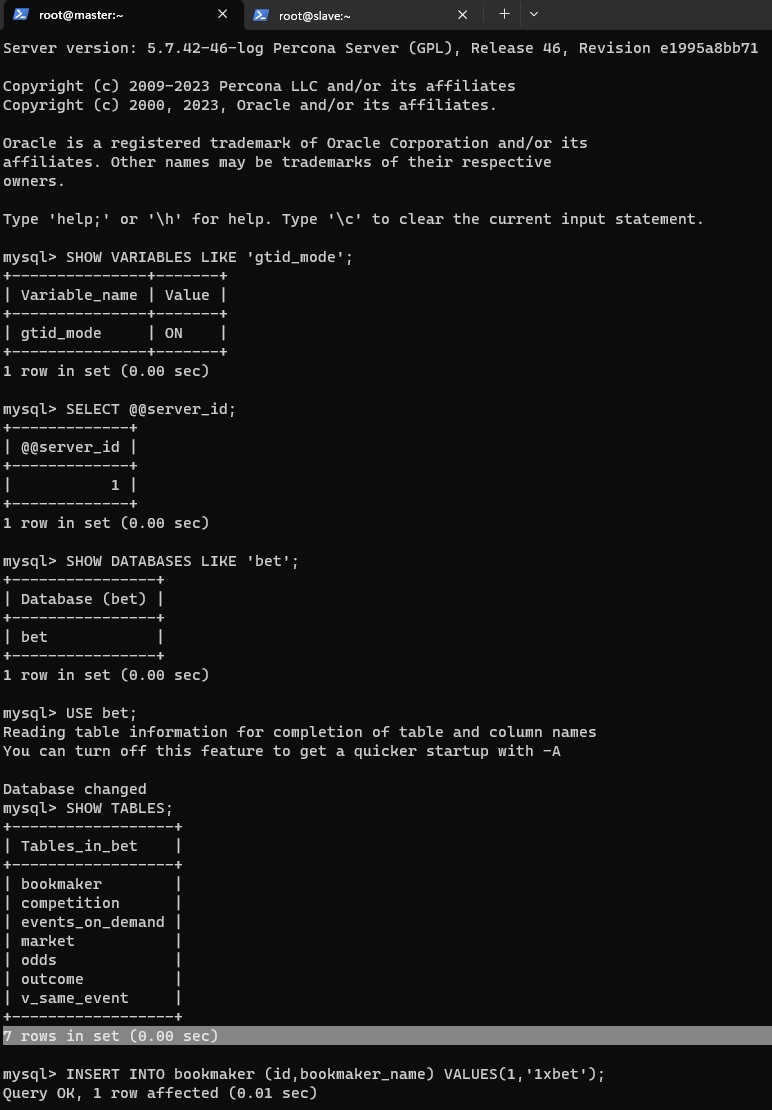 root@master:~
root@slave:~
Server version: 5.7.42-46-log Percona Server (GPL), Release 46, Revision e1995a8bb71
Copyright (c) 2009-2023 Percona LLC and/or its affiliates
Copyright (c) 2000, 2023, Oracle and/or its affiliates.
Oracle is a registered trademark of Oracle Corporation and/or its
affiliates. Other names may be trademarks of their respective
owners.
Type 'help;' or '\h' for help. Type '\c' to clear the current input statement.
mysql> SHOW VARIABLES LIKE 'gtid_mode';
+---------------+-------+
| Variable_name | Value |
+---------------+-------+
| gtid_mode     | ON    |
+---------------+-------+
1 row in set (0.00 sec)
mysql> SELECT @@server_id;
+-------------+
| @@server_id |
+-------------+
|           1 |
+-------------+
1 row in set (0.00 sec)
mysql> SHOW DATABASES LIKE 'bet';
+----------------+
| Database (bet) |
+----------------+
| bet            |
+----------------+
1 row in set (0.00 sec)
mysql> USE bet;
Reading table information for completion of table and column names
You can turn off this feature to get a quicker startup with -A
Database changed
mysql> SHOW TABLES;
+------------------+
| Tables_in_bet    |
+------------------+
| bookmaker        |
| competition      |
| events_on_demand |
| market           |
| odds             |
| outcome          |
| v_same_event     |
+------------------+
7 rows in set (0.00 sec)
mysql> INSERT INTO bookmaker (id,bookmaker_name) VALUES(1,'1xbet');
Query OK, 1 row affected (0.01 sec)